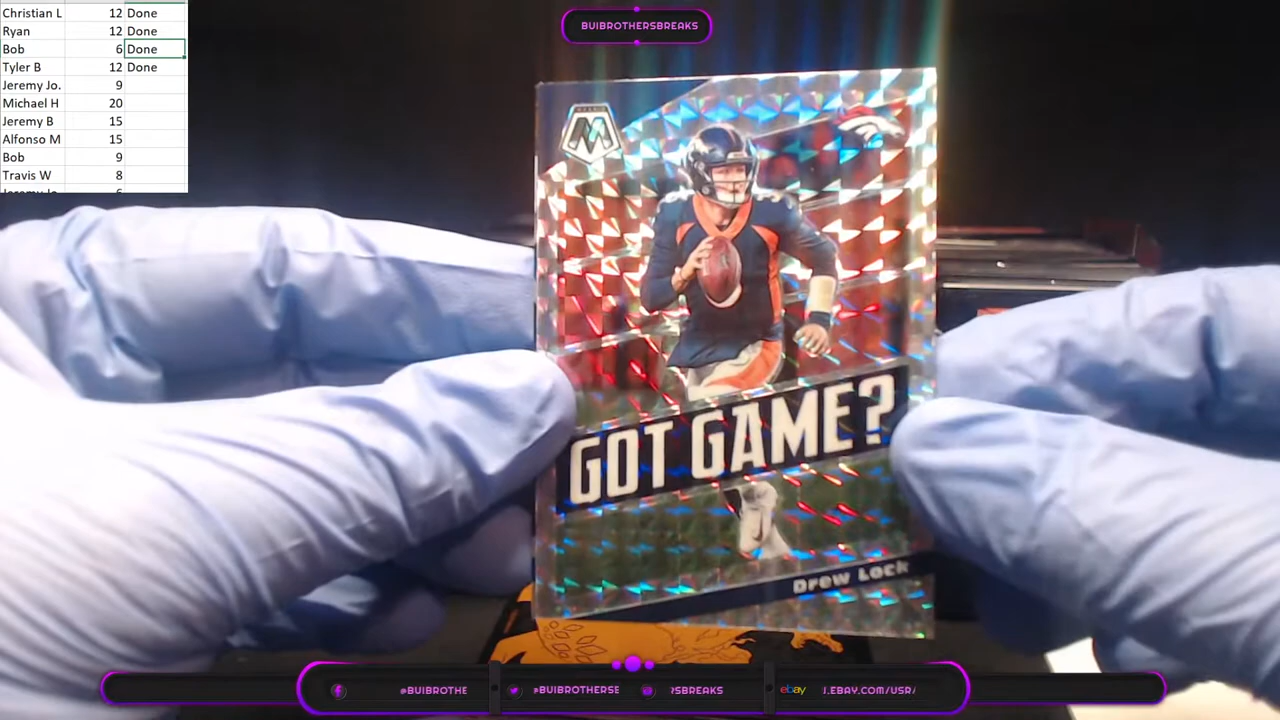 Christian L 12 Done
Ryan 12 Done
Bob 6 Done
Tyler B 12 Done
Jeremy Jo. 9
Michael H 20
Jeremy B 15
Alfonso M 15
Bob 9
Travis W 8
BUIBROTHERSBREAKS
M
GOT GAME?
Drew Lock
@BUIBROTHE
@BUIBROTHERSE
?SBREAKS
ebay
I.EBAY.COM/USR/